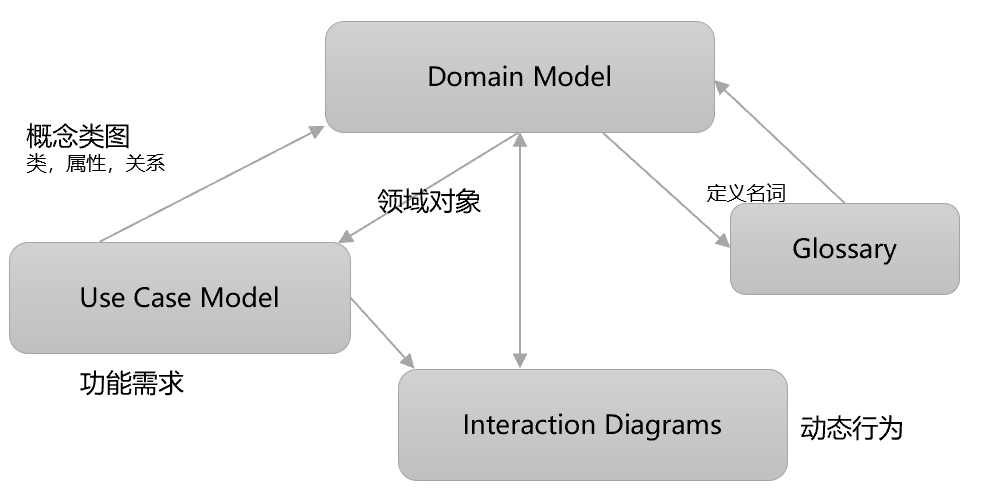 Domain Model
概念类图
类，属性，关系
领域对象
定义名词
Glossary
Use Case Model
功能需求
Interaction Diagrams
动态行为